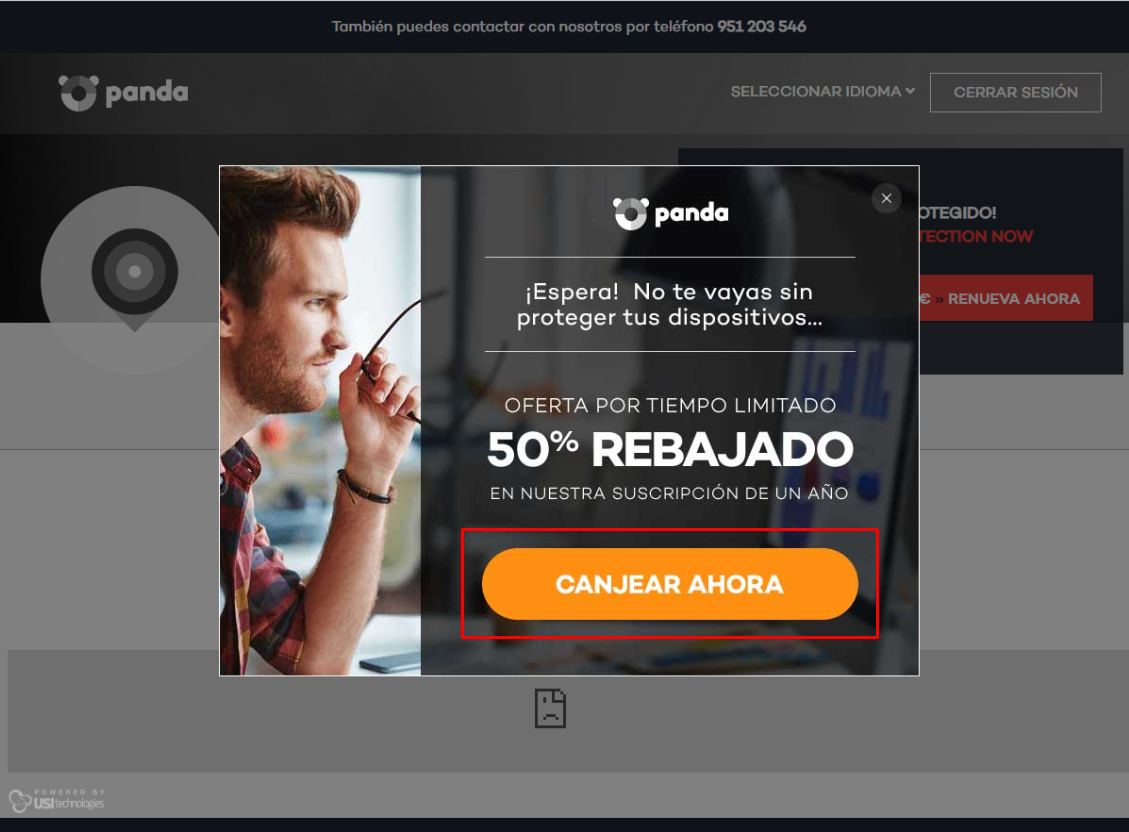 También puedes contactar con nosotros por teléfono 951 203 546
panda
SELECCIONAR IDIOMA
CERRAR SESIÓN
panda
OTEGIDO!
TECTION NOW
¡Espera! No te vayas sin
proteger tus dispositivos...
€ » RENUEVA AHORA
OFERTA POR TIEMPO LIMITADO
50% REBAJADO
EN NUESTRA SUSCRIPCIÓN DE UN AÑO
CANJEAR AHORA
POWERED BY
USI technologies